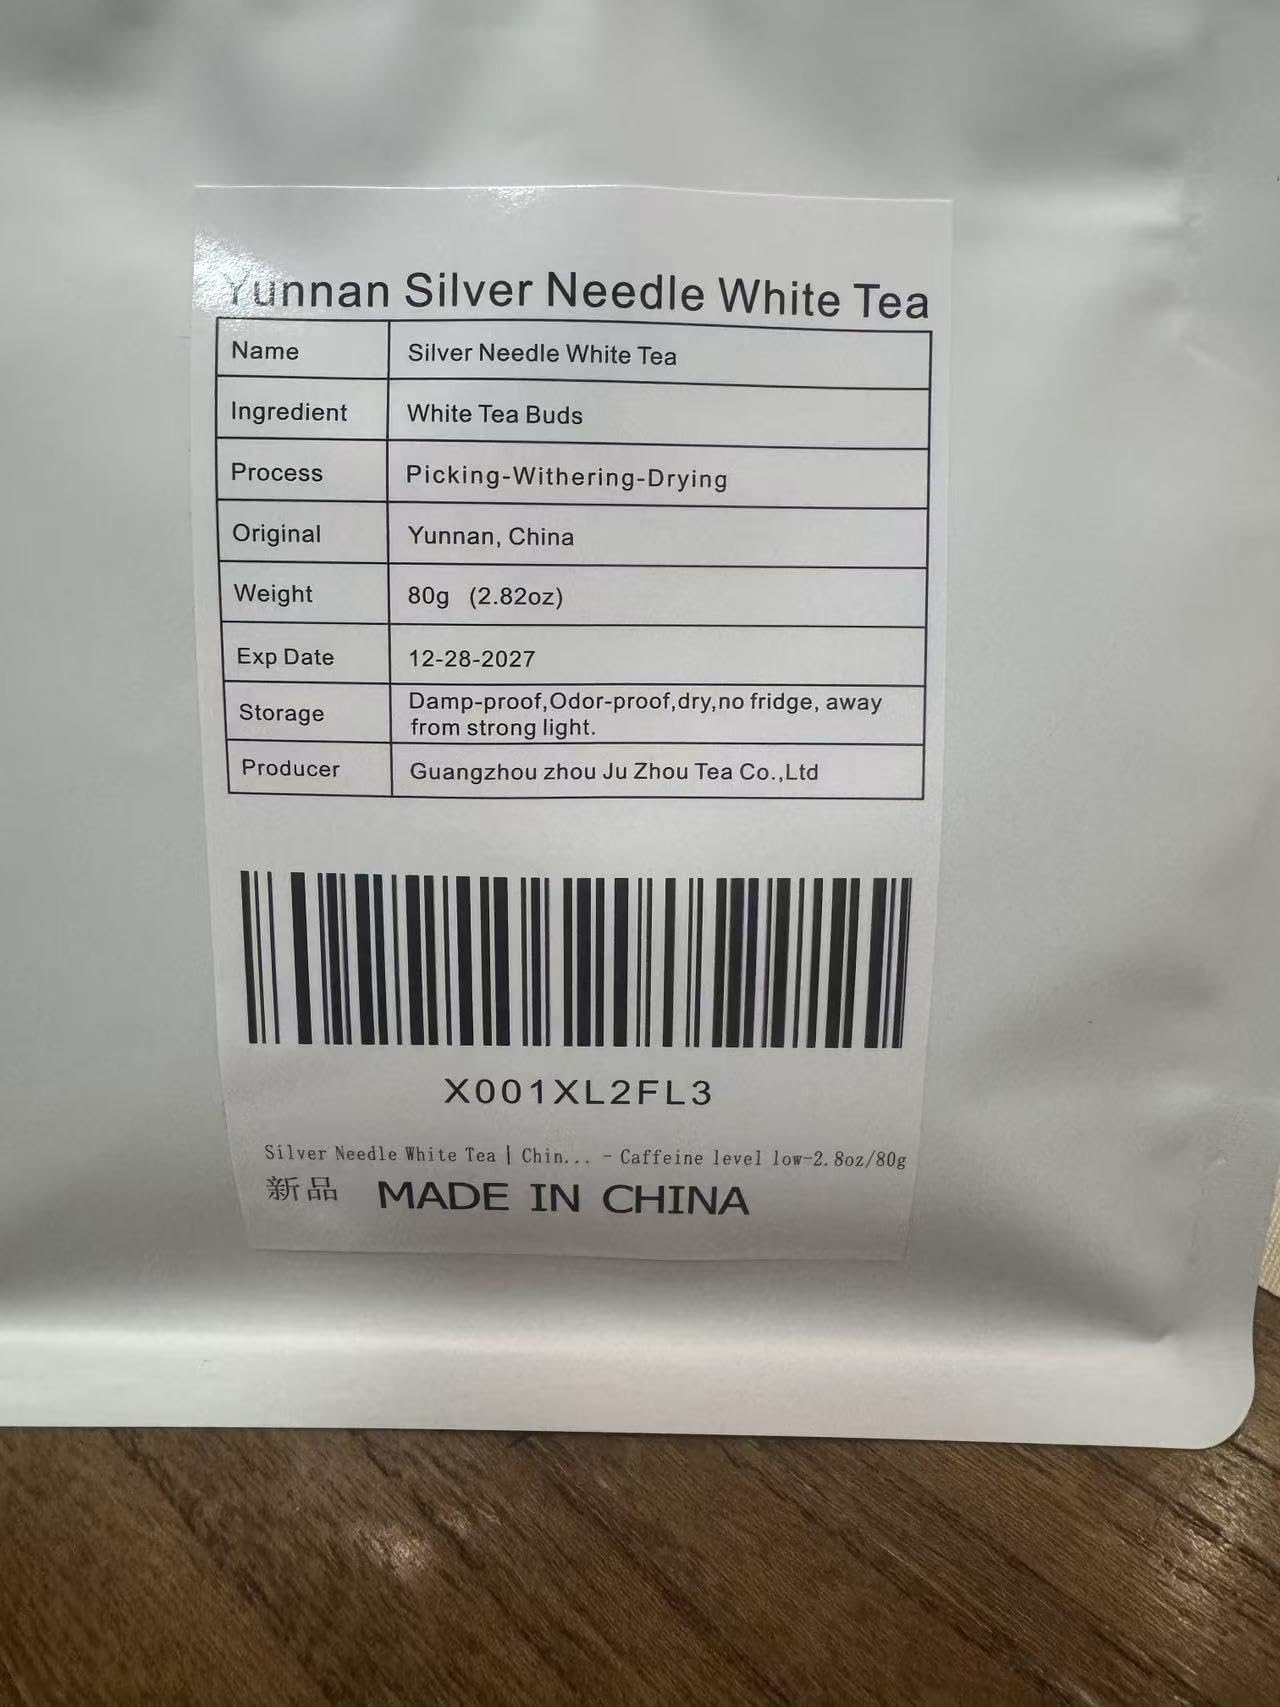 Yunnan Silver Needle White Tea
Name Silver Needle White Tea
Ingredient White Tea Buds
Process Picking-Withering-Drying
Original Yunnan, China
Weight 80g (2.82oz)
Exp Date 12-28-2027
Storage Damp-proof,Odor-proof,dry,no fridge, away
from strong light.
Producer Guangzhou zhou Ju Zhou Tea Co.,Ltd
X001XL2FL3
Silver Needle White Tea | Chin... - Caffeine level low-2.8oz/80g
新品 MADE IN CHINA